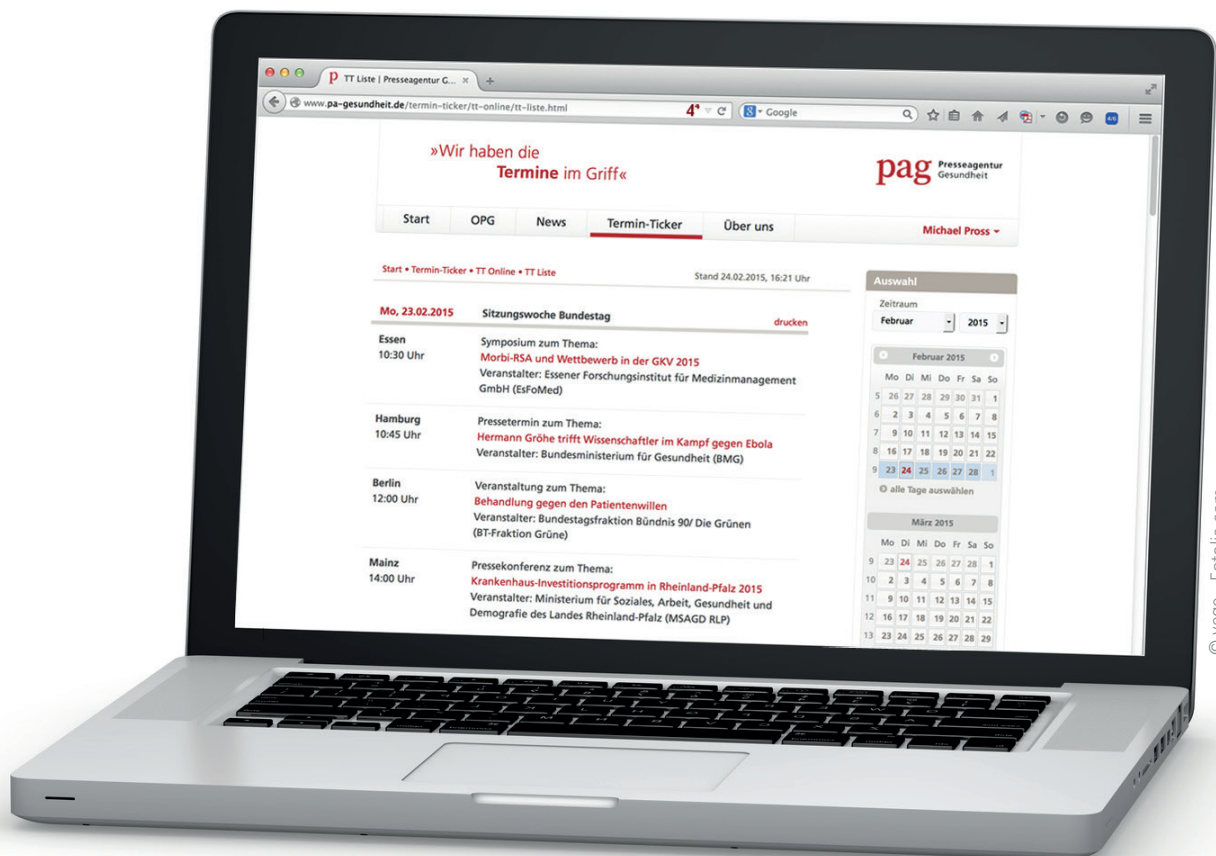 TT Liste | Presseagentur G... × +
www.pa-gesundheit.de/termin-ticker/tt-online/tt-liste.html
Google
4/6
»Wir haben die
Termine im Griff«
pag Presseagentur
Gesundheit
Start OPG News Termin-Ticker Über uns
Michael Pross
Start • Termin-Ticker • TT Online • TT Liste
Stand 24.02.2015, 16:21 Uhr
Mo, 23.02.2015 Sitzungswoche Bundestag drucken
Essen Symposium zum Thema:
10:30 Uhr Morbi-RSA und Wettbewerb in der GKV 2015
Veranstalter: Essener Forschungsinstitut für Medizinmanagement
GmbH (EsFoMed)
Hamburg Pressetermin zum Thema:
10:45 Uhr Hermann Gröhe trifft Wissenschaftler im Kampf gegen Ebola
Veranstalter: Bundesministerium für Gesundheit (BMG)
Berlin Veranstaltung zum Thema:
12:00 Uhr Behandlung gegen den Patientenwillen
Veranstalter: Bundestagsfraktion Bündnis 90/ Die Grünen
(BT-Fraktion Grüne)
Mainz Pressekonferenz zum Thema:
14:00 Uhr Krankenhaus-Investitionsprogramm in Rheinland-Pfalz 2015
Veranstalter: Ministerium für Soziales, Arbeit, Gesundheit und
Demografie des Landes Rheinland-Pfalz (MSAGD RLP)
Auswahl
Zeitraum
Februar 2015
Februar 2015
Mo Di Mi Do Fr Sa So
5 26 27 28 29 30 31 1
6 2 3 4 5 6 7 8
7 9 10 11 12 13 14 15
8 16 17 18 19 20 21 22
9 23 24 25 26 27 28 1
alle Tage auswählen
März 2015
Mo Di Mi Do Fr Sa So
9 23 24 25 26 27 28 1
10 2 3 4 5 6 7 8
11 9 10 11 12 13 14 15
12 16 17 18 19 20 21 22
13 23 24 25 26 27 28 29